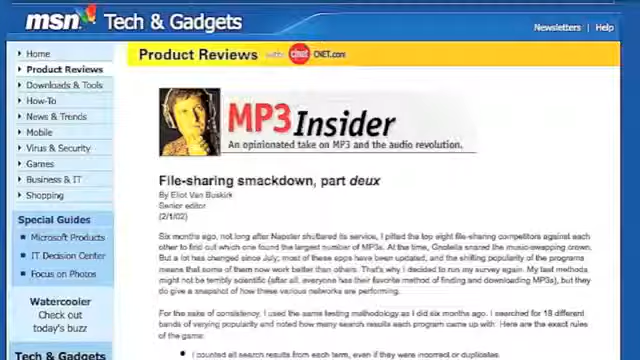 msn Tech & Gadgets
Newsletters | Help
Home
Product Reviews
Downloads & Tools
How-To
News & Trends
Mobile
Virus & Security
Games
Business & IT
Shopping
Special Guides
Microsoft Products
IT Decision Center
Focus on Photos
Watercooler
Check out
today's buzz
Tech & Gadgets
Product Reviews with cnet CNET.com
MP3Insider
An opinionated take on MP3 and the audio revolution.
File-sharing smackdown, part deux
By Eliot Van Buskirk
Senior editor
(2/1/02)
Six months ago, not long after Napster shuttered its service, I pitted the top eight file-sharing competitors against each
other to find out which one found the largest number of MP3s. At the time, Gnotella snared the music-swapping crown.
But a lot has changed since July; most of these apps have been updated, and the shifting popularity of the programs
means that some of them now work better than others. That's why I decided to run my survey again. My test methods
might not be terribly scientific (after all, everyone has their favorite method of finding and downloading MP3s), but they
do give a snapshot of how these various networks are performing.
For the sake of consistency, I used the same testing methodology as I did six months ago. I searched for 18 different
bands of varying popularity and noted how many search results each program came up with. Here are the exact rules
of the game:
I counted all search results from each term, even if they were incorrect or duplicates.